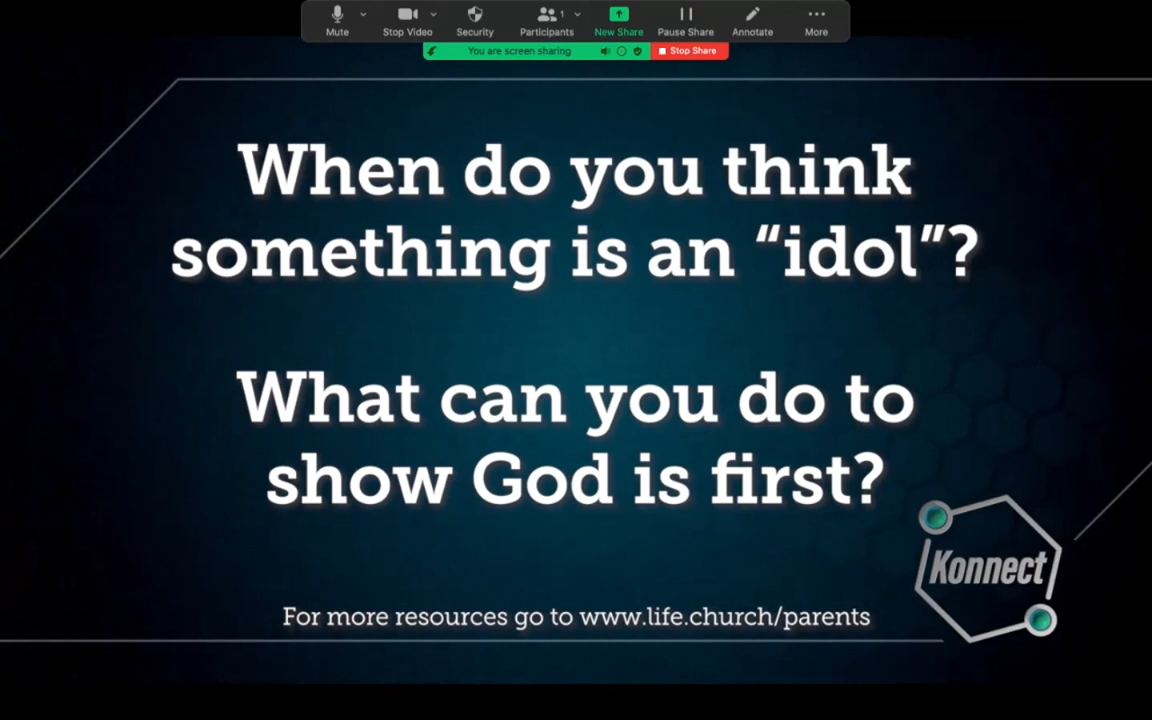 1
Mute Stop Video Security Participants New Share Pause Share Annotate More
You are screen sharing Stop Share
When do you think
something is an “idol”?
What can you do to
show God is first?
Konnect
For more resources go to www.life.church/parents